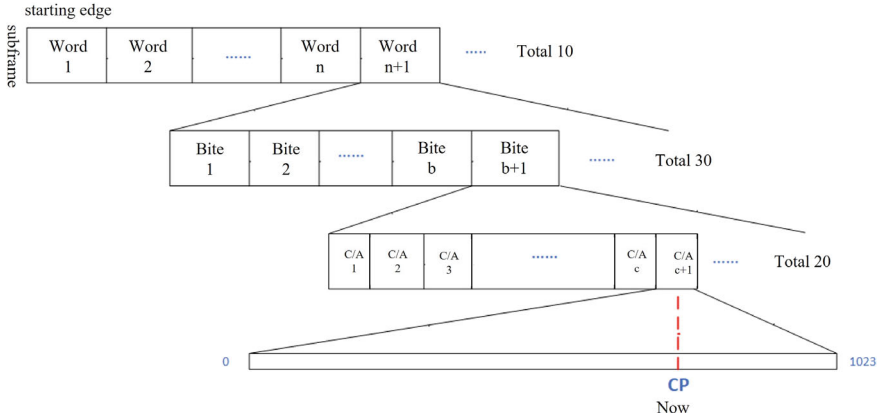 starting edge
subframe
Word 1
Word 2
......
Word n
Word n+1
.....
Total 10
Bite 1
Bite 2
......
Bite b
Bite b+1
......
Total 30
C/A 1
C/A 2
C/A 3
......
C/A c
C/A c+1
......
Total 20
0
1023
CP
Now